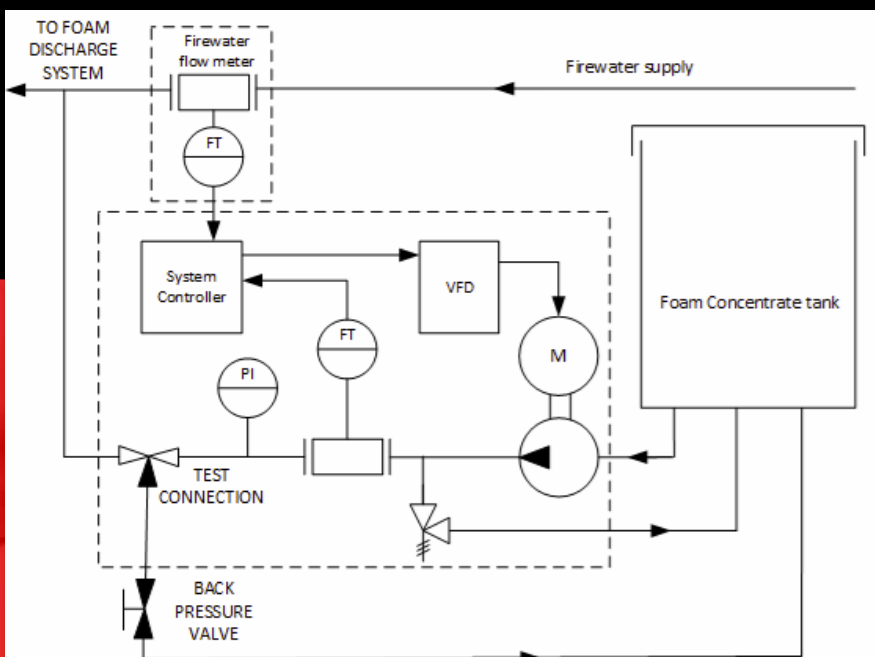 TO FOAM
DISCHARGE
SYSTEM
Firewater
flow meter
Firewater supply
FT
System
Controller
VFD
Foam Concentrate tank
FT
M
PI
TEST
CONNECTION
BACK
PRESSURE
VALVE